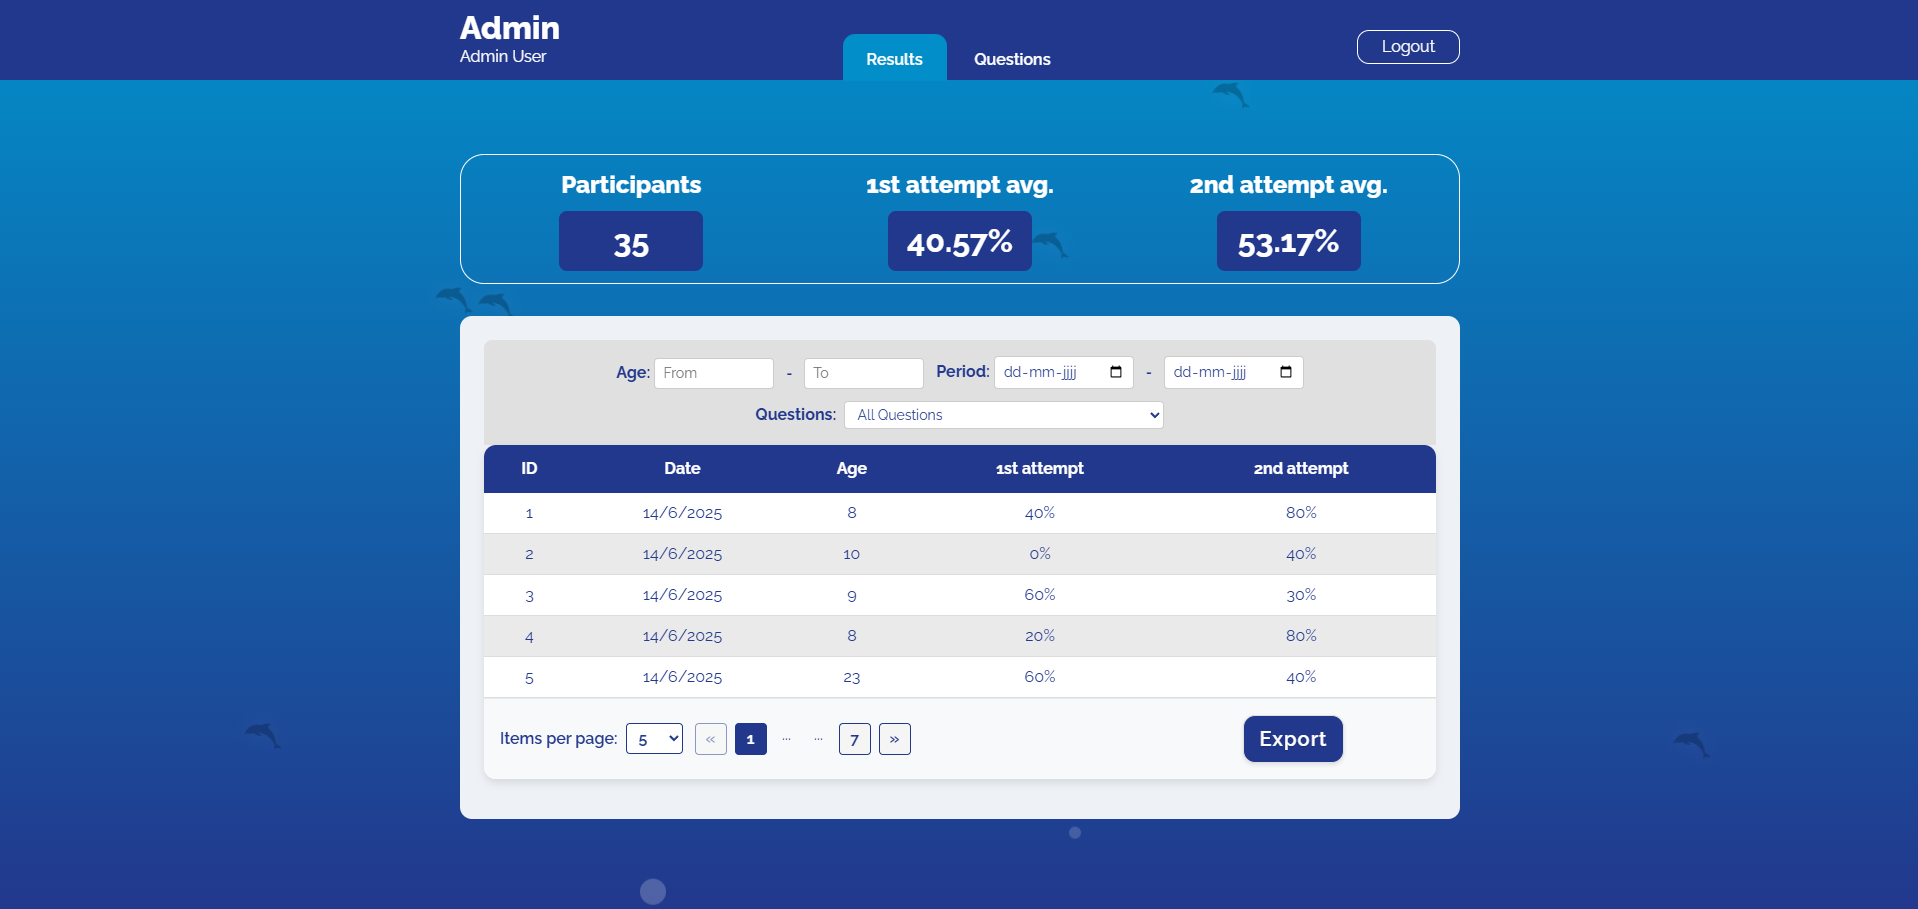 Admin
Admin User
Results
Questions
Logout
Participants
1st attempt avg.
2nd attempt avg.
35
40.57%
53.17%
Age: From - To Period: dd-mm-jjjj - dd-mm-jjjj
Questions: All Questions
ID Date Age 1st attempt 2nd attempt
1 14/6/2025 8 40% 80%
2 14/6/2025 10 0% 40%
3 14/6/2025 9 60% 30%
4 14/6/2025 8 20% 80%
5 14/6/2025 23 60% 40%
Items per page: 5 « 1 ... ... 7 » Export